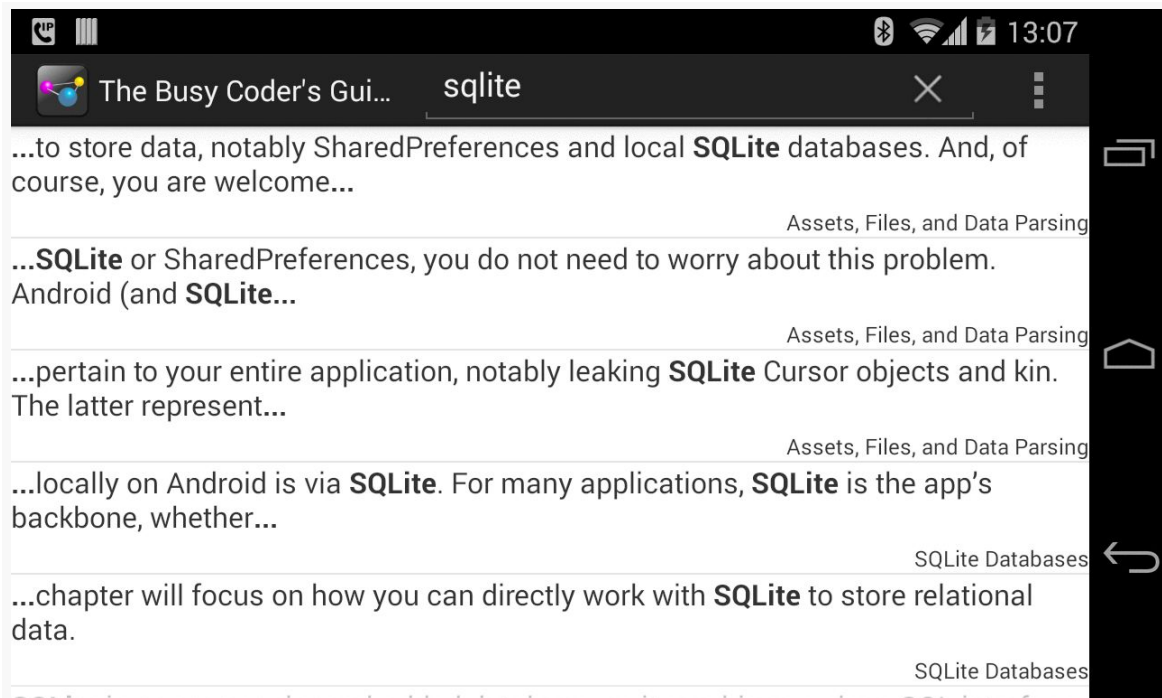 13:07
The Busy Coder's Gui...
sqlite
...to store data, notably SharedPreferences and local SQLite databases. And, of
course, you are welcome...
Assets, Files, and Data Parsing
...SQLite or SharedPreferences, you do not need to worry about this problem.
Android (and SQLite...
Assets, Files, and Data Parsing
...pertain to your entire application, notably leaking SQLite Cursor objects and kin.
The latter represent...
Assets, Files, and Data Parsing
...locally on Android is via SQLite. For many applications, SQLite is the app’s
backbone, whether...
SQLite Databases
...chapter will focus on how you can directly work with SQLite to store relational
data.
SQLite Databases